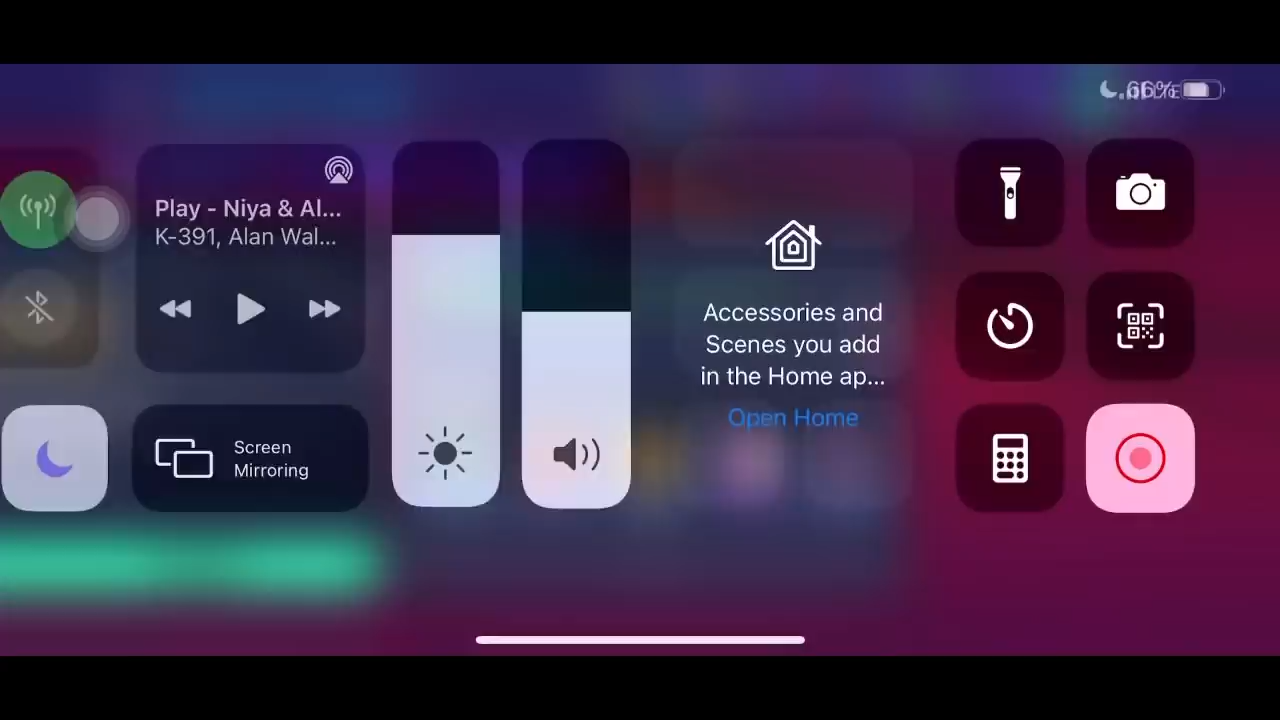 66%
Play - Niya & Al...
K-391, Alan Wal...
Screen
Mirroring
Accessories and
Scenes you add
in the Home ap...
Open Home